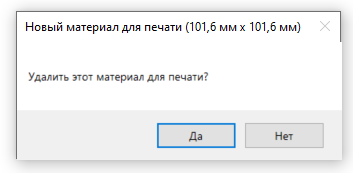 Новый материал для печати (101,6 мм x 101,6 мм)
Удалить этот материал для печати?
Да
Нет